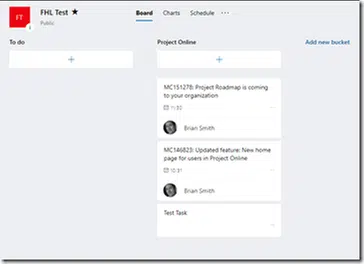 FT
FHL Test ★
Public
Board Charts Schedule ...
To do
+
Project Online
+
Add new bucket
MC151278: Project Roadmap is coming
to your organization
11/30
Brian Smith
MC146823: Updated feature: New home
page for users in Project Online
10/31
Brian Smith
Test Task